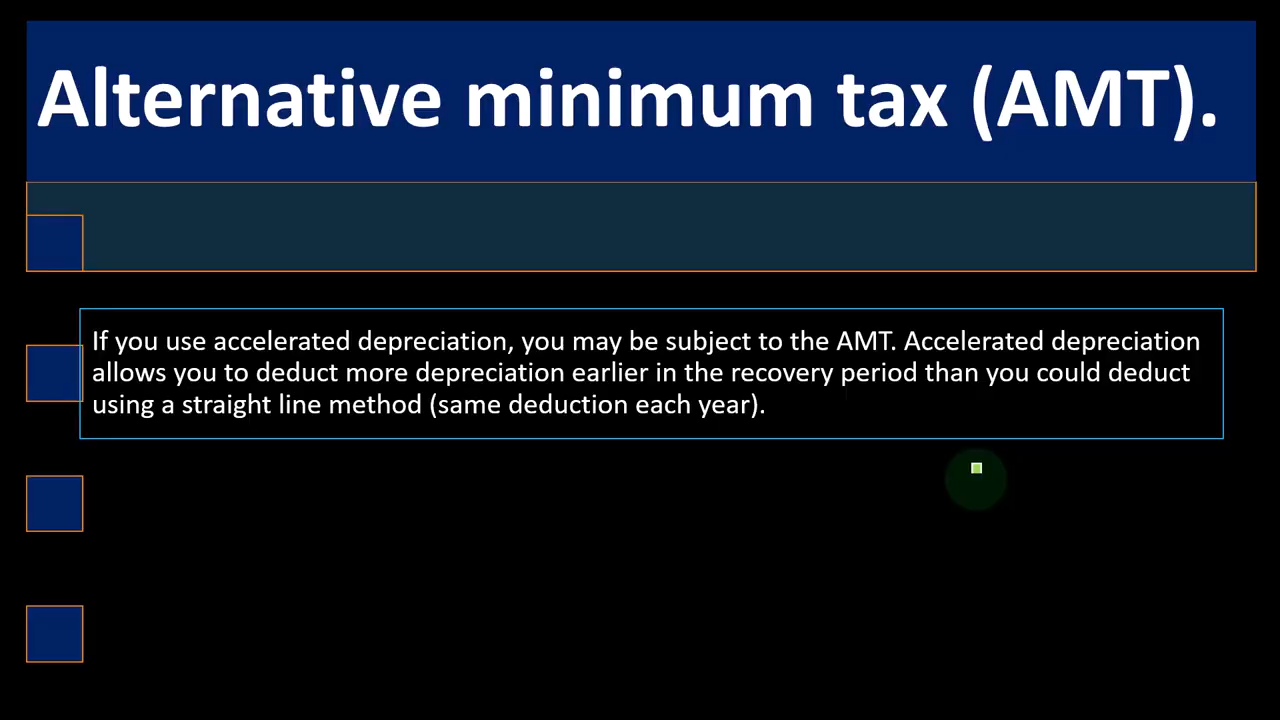 Alternative minimum tax (AMT).
If you use accelerated depreciation, you may be subject to the AMT. Accelerated depreciation
allows you to deduct more depreciation earlier in the recovery period than you could deduct
using a straight line method (same deduction each year).